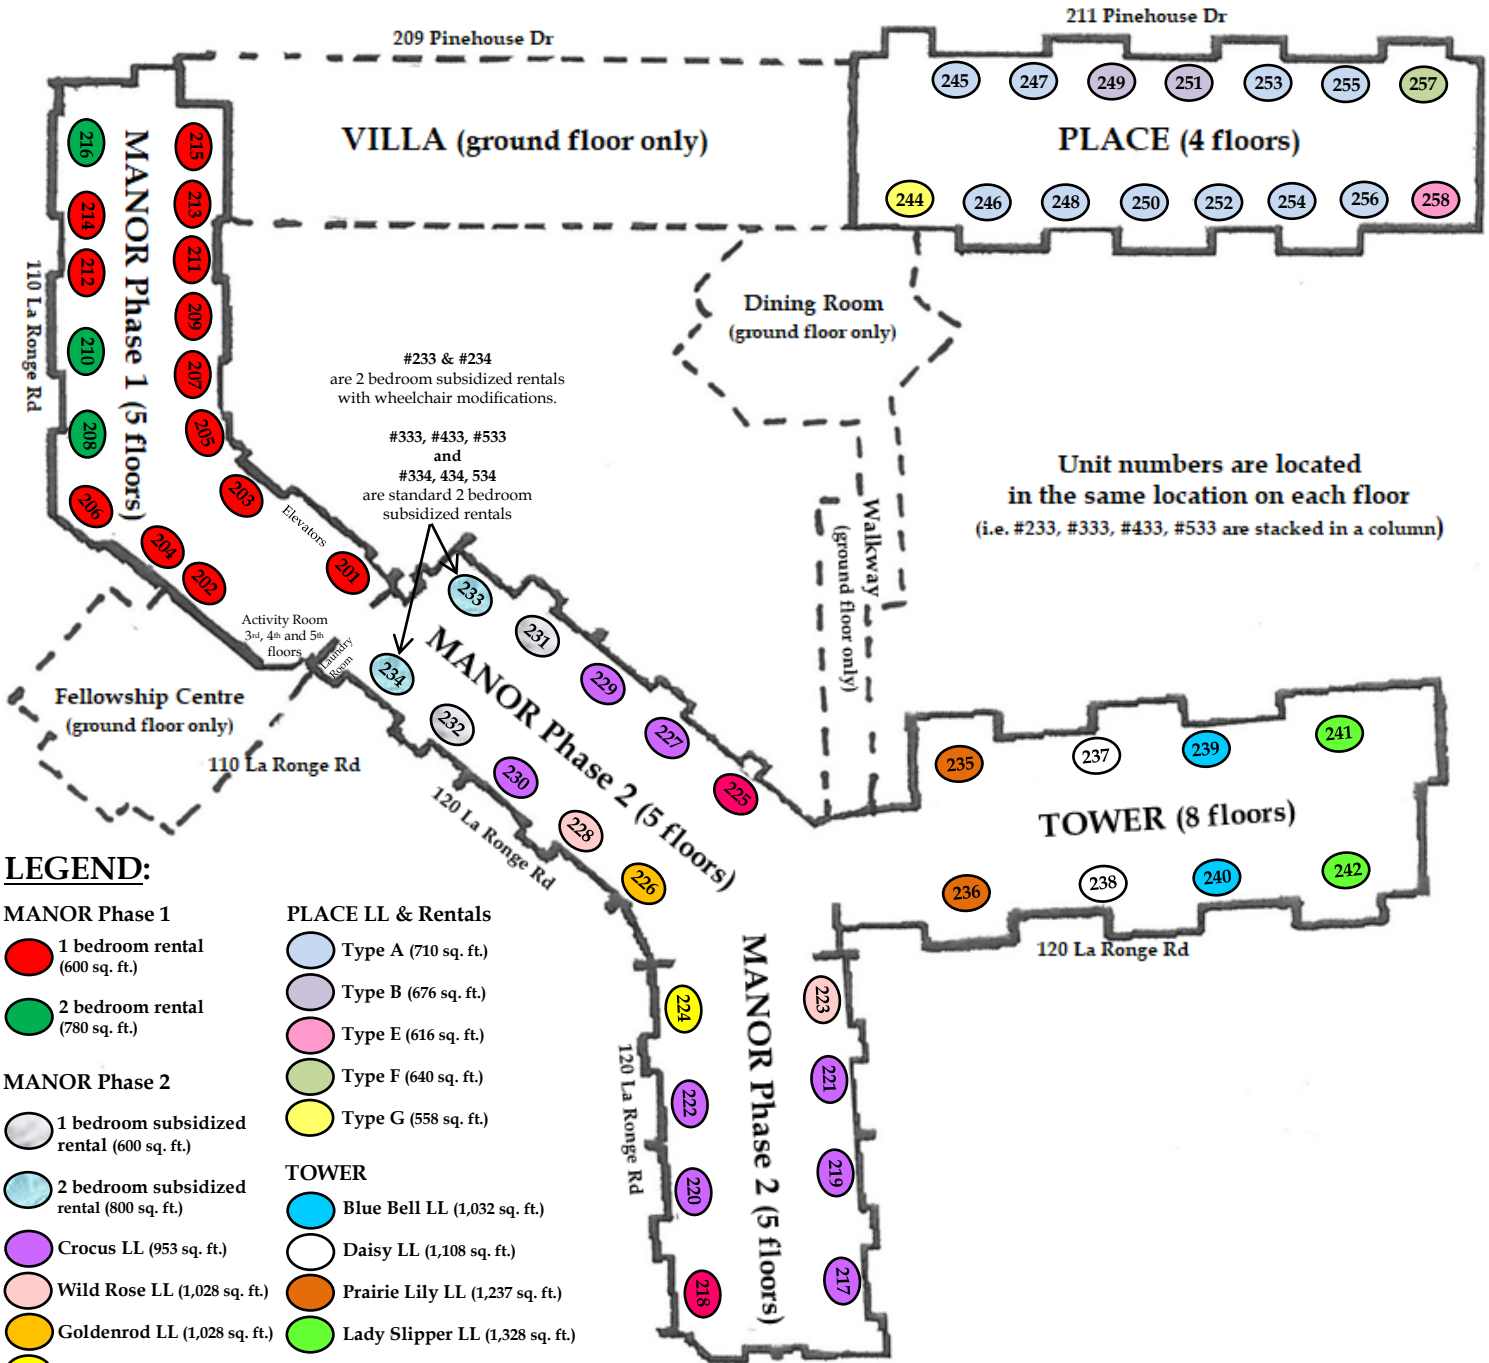 209 Pinehouse Dr
211 Pinehouse Dr
VILLA (ground floor only)
PLACE (4 floors)
245
247
249
251
253
255
257
244
246
248
250
252
254
256
258
MANOR Phase 1 (5 floors)
110 La Ronge Rd
216
214
212
210
208
206
204
202
215
213
211
209
207
205
203
201
Elevators
Activity Room
3rd, 4th and 5th
floors
Laundry
Room
Fellowship Centre
(ground floor only)
110 La Ronge Rd
#233 & #234
are 2 bedroom subsidized rentals
with wheelchair modifications.
#333, #433, #533
and
#334, 434, 534
are standard 2 bedroom
subsidized rentals
Dining Room
(ground floor only)
Walkway
(ground floor only)
Unit numbers are located
in the same location on each floor
(i.e. #233, #333, #433, #533 are stacked in a column)
MANOR Phase 2 (5 floors)
233
231
229
227
225
234
232
230
228
226
120 La Ronge Rd
TOWER (8 floors)
235
237
239
241
236
238
240
242
120 La Ronge Rd
MANOR Phase 2 (5 floors)
224
222
220
218
223
221
219
217
120 La Ronge Rd
LEGEND:
MANOR Phase 1
1 bedroom rental
(600 sq. ft.)
2 bedroom rental
(780 sq. ft.)
MANOR Phase 2
1 bedroom subsidized
rental (600 sq. ft.)
2 bedroom subsidized
rental (800 sq. ft.)
Crocus LL (953 sq. ft.)
Wild Rose LL (1,028 sq. ft.)
Goldenrod LL (1,028 sq. ft.)
PLACE LL & Rentals
Type A (710 sq. ft.)
Type B (676 sq. ft.)
Type E (616 sq. ft.)
Type F (640 sq. ft.)
Type G (558 sq. ft.)
TOWER
Blue Bell LL (1,032 sq. ft.)
Daisy LL (1,108 sq. ft.)
Prairie Lily LL (1,237 sq. ft.)
Lady Slipper LL (1,328 sq. ft.)